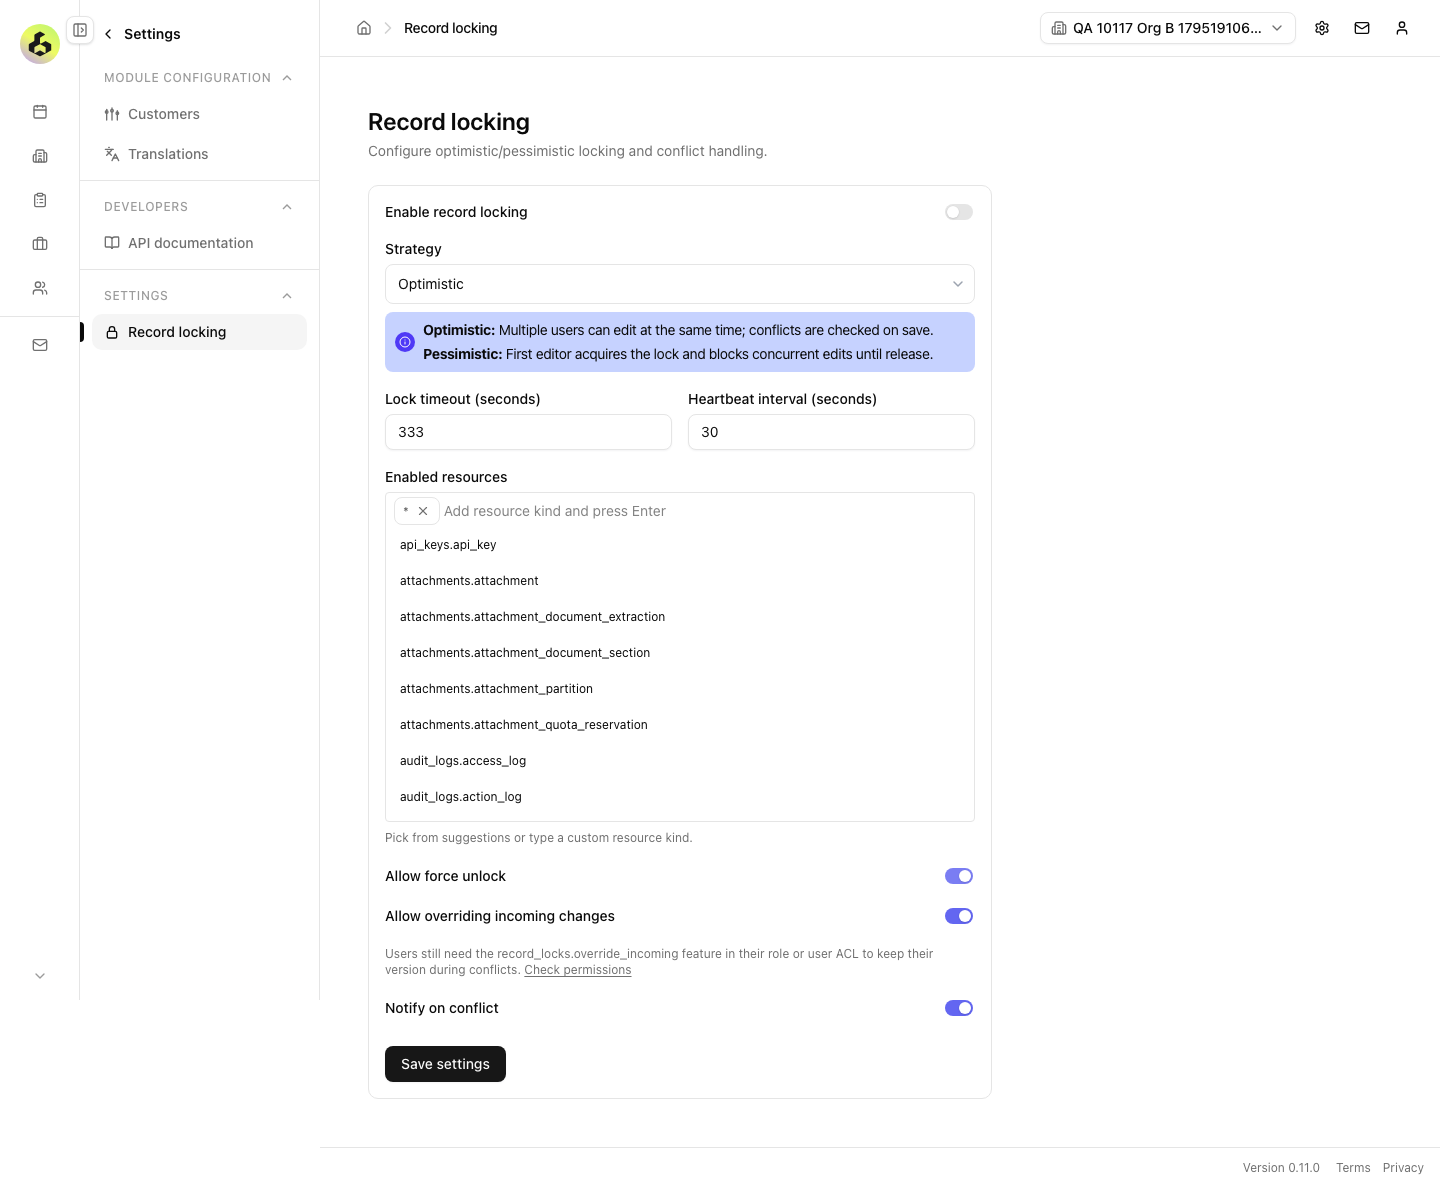 Settings
MODULE CONFIGURATION
Customers
Translations
DEVELOPERS
API documentation
SETTINGS
Record locking
Record locking
QA 10117 Org B 179519106...
Record locking
Configure optimistic/pessimistic locking and conflict handling.
Enable record locking
Strategy
Optimistic
Optimistic: Multiple users can edit at the same time; conflicts are checked on save.
Pessimistic: First editor acquires the lock and blocks concurrent edits until release.
Lock timeout (seconds)
Heartbeat interval (seconds)
333
30
Enabled resources
* Add resource kind and press Enter
api_keys.api_key
attachments.attachment
attachments.attachment_document_extraction
attachments.attachment_document_section
attachments.attachment_partition
attachments.attachment_quota_reservation
audit_logs.access_log
audit_logs.action_log
Pick from suggestions or type a custom resource kind.
Allow force unlock
Allow overriding incoming changes
Users still need the record_locks.override_incoming feature in their role or user ACL to keep their
version during conflicts. Check permissions
Notify on conflict
Save settings
Version 0.11.0
Terms
Privacy